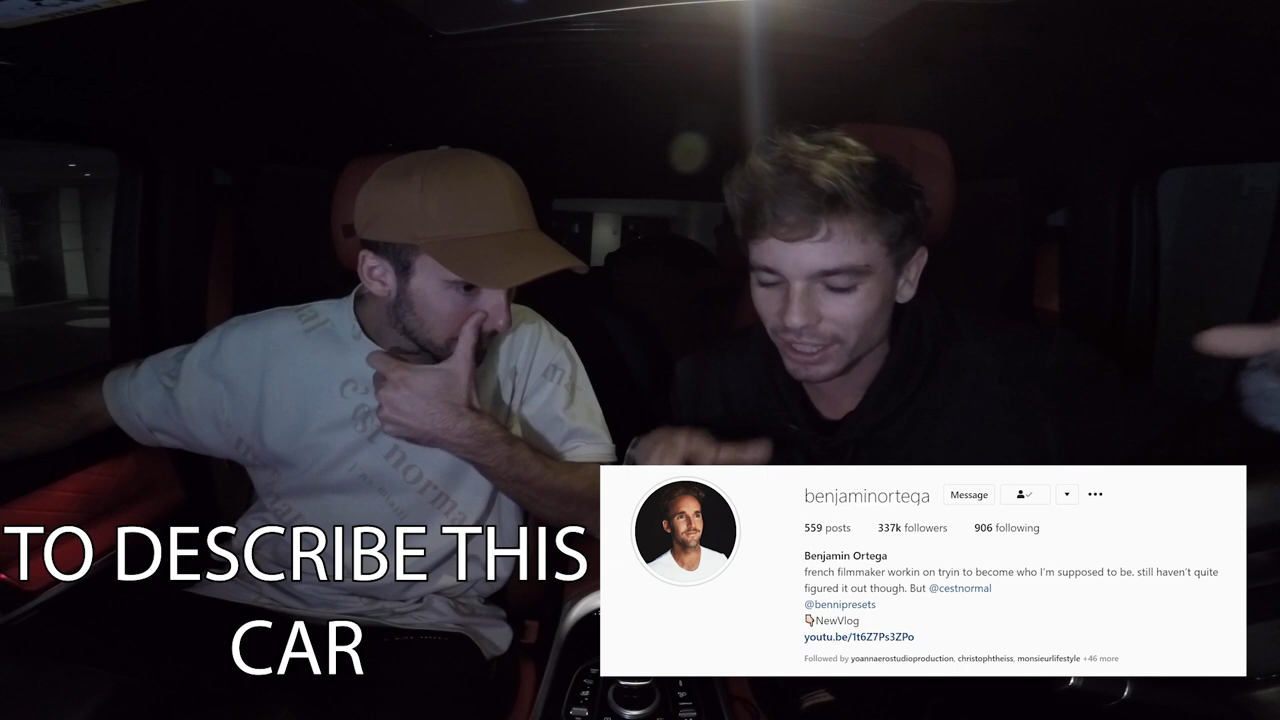 c'est normal
TO DESCRIBE THIS
CAR
benjaminortega
Message
559 posts 337k followers 906 following
Benjamin Ortega
french filmmaker workin on tryin to become who I'm supposed to be. still haven't quite
figured it out though. But @cestnormal
@bennipresets
👇NewVlog
youtu.be/1t6Z7Ps3ZPo
Followed by yoannaerostudioproduction, christophtheiss, monsieurlifestyle +46 more